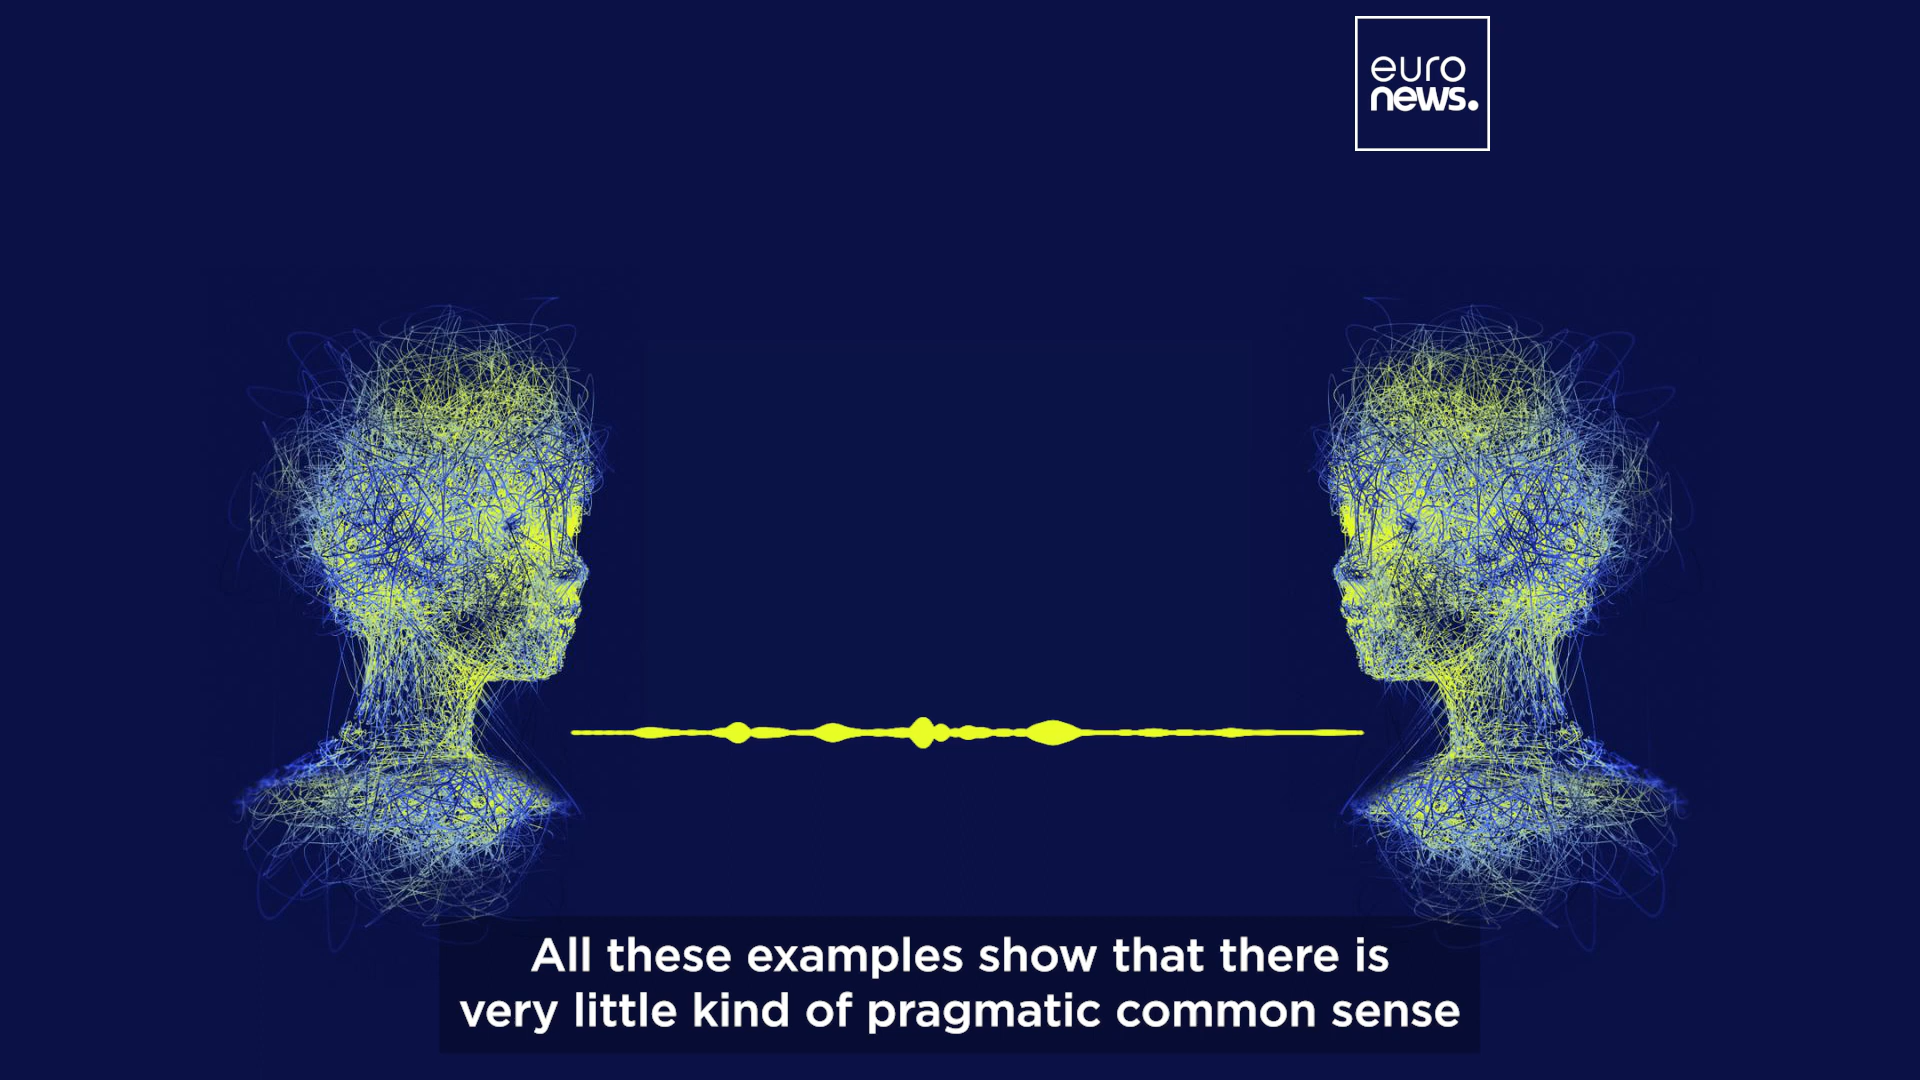 euro
news.
All these examples show that there is
very little kind of pragmatic common sense